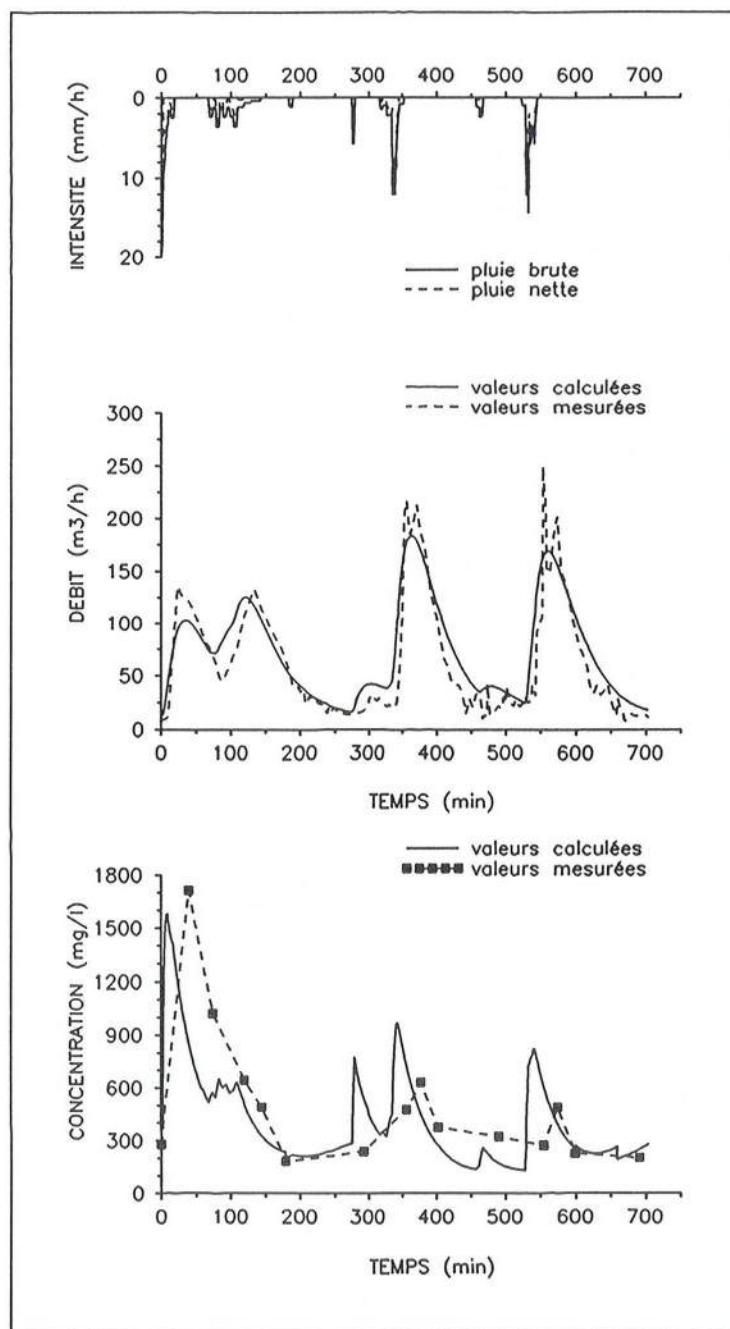 0 100 200 300 400 500 600 700
0
10
20
INTENSITE (mm/h)
pluie brute
pluie nette
valeurs calculées
valeurs mesurées
300
250
200
150
100
50
0
DEBIT (m3/h)
0 100 200 300 400 500 600 700
TEMPS (min)
valeurs calculées
valeurs mesurées
1800
1500
1200
900
600
300
0
CONCENTRATION (mg/l)
0 100 200 300 400 500 600 700
TEMPS (min)